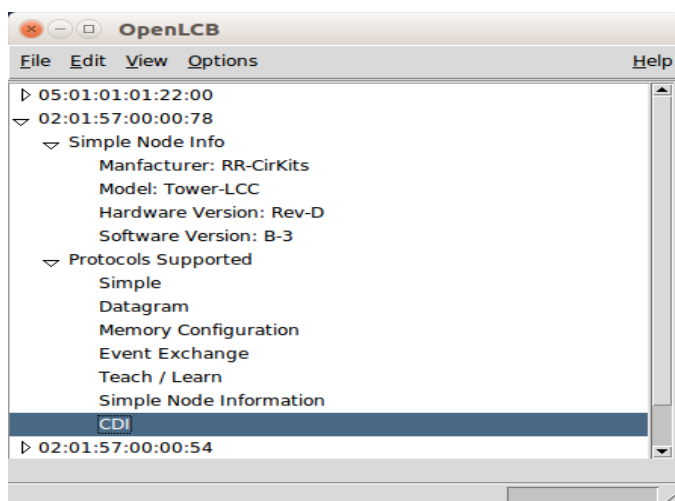 OpenLCB
File Edit View Options Help
05:01:01:01:22:00
02:01:57:00:00:78
Simple Node Info
Manfacturer: RR-CirKits
Model: Tower-LCC
Hardware Version: Rev-D
Software Version: B-3
Protocols Supported
Simple
Datagram
Memory Configuration
Event Exchange
Teach / Learn
Simple Node Information
CDI
02:01:57:00:00:54